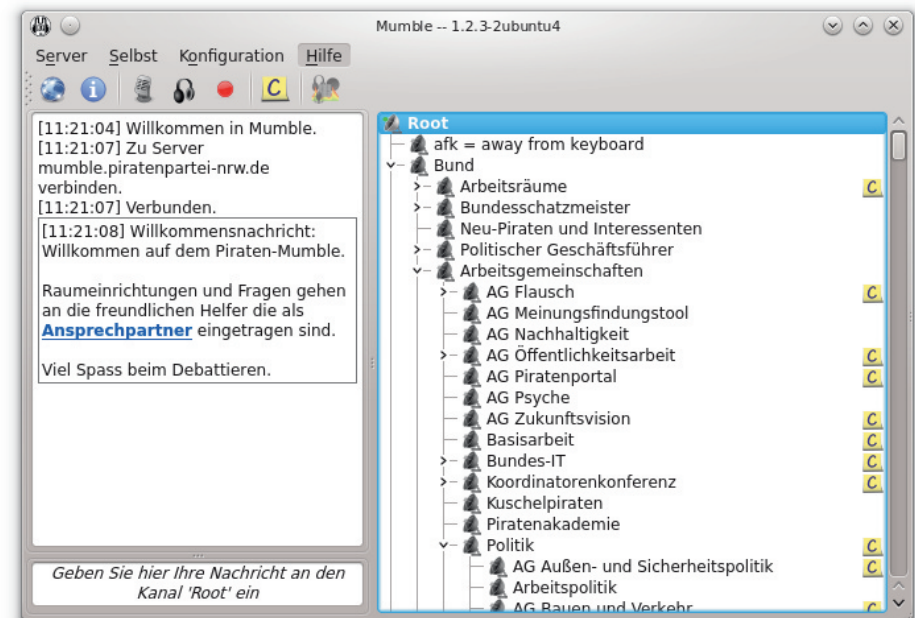 Mumble -- 1.2.3-2ubuntu4
Server Selbst Konfiguration Hilfe
C
[11:21:04] Willkommen in Mumble.
[11:21:07] Zu Server
mumble.piratenpartei-nrw.de
verbinden.
[11:21:07] Verbunden.
[11:21:08] Willkommensnachricht:
Willkommen auf dem Piraten-Mumble.
Raumeinrichtungen und Fragen gehen
an die freundlichen Helfer die als
Ansprechpartner eingetragen sind.
Viel Spass beim Debattieren.
Geben Sie hier Ihre Nachricht an den
Kanal 'Root' ein
Root
afk = away from keyboard
Bund
Arbeitsräume C
Bundesschatzmeister
Neu-Piraten und Interessenten
Politischer Geschäftsführer
Arbeitsgemeinschaften
AG Flausch C
AG Meinungsfindungstool
AG Nachhaltigkeit
AG Öffentlichkeitsarbeit C
AG Piratenportal C
AG Psyche
AG Zukunftsvision C
Basisarbeit C
Bundes-IT C
Koordinatorenkonferenz C
Kuschelpiraten
Piratenakademie
Politik C
AG Außen- und Sicherheitspolitik C
Arbeitspolitik
AG Bauen und Verkehr C